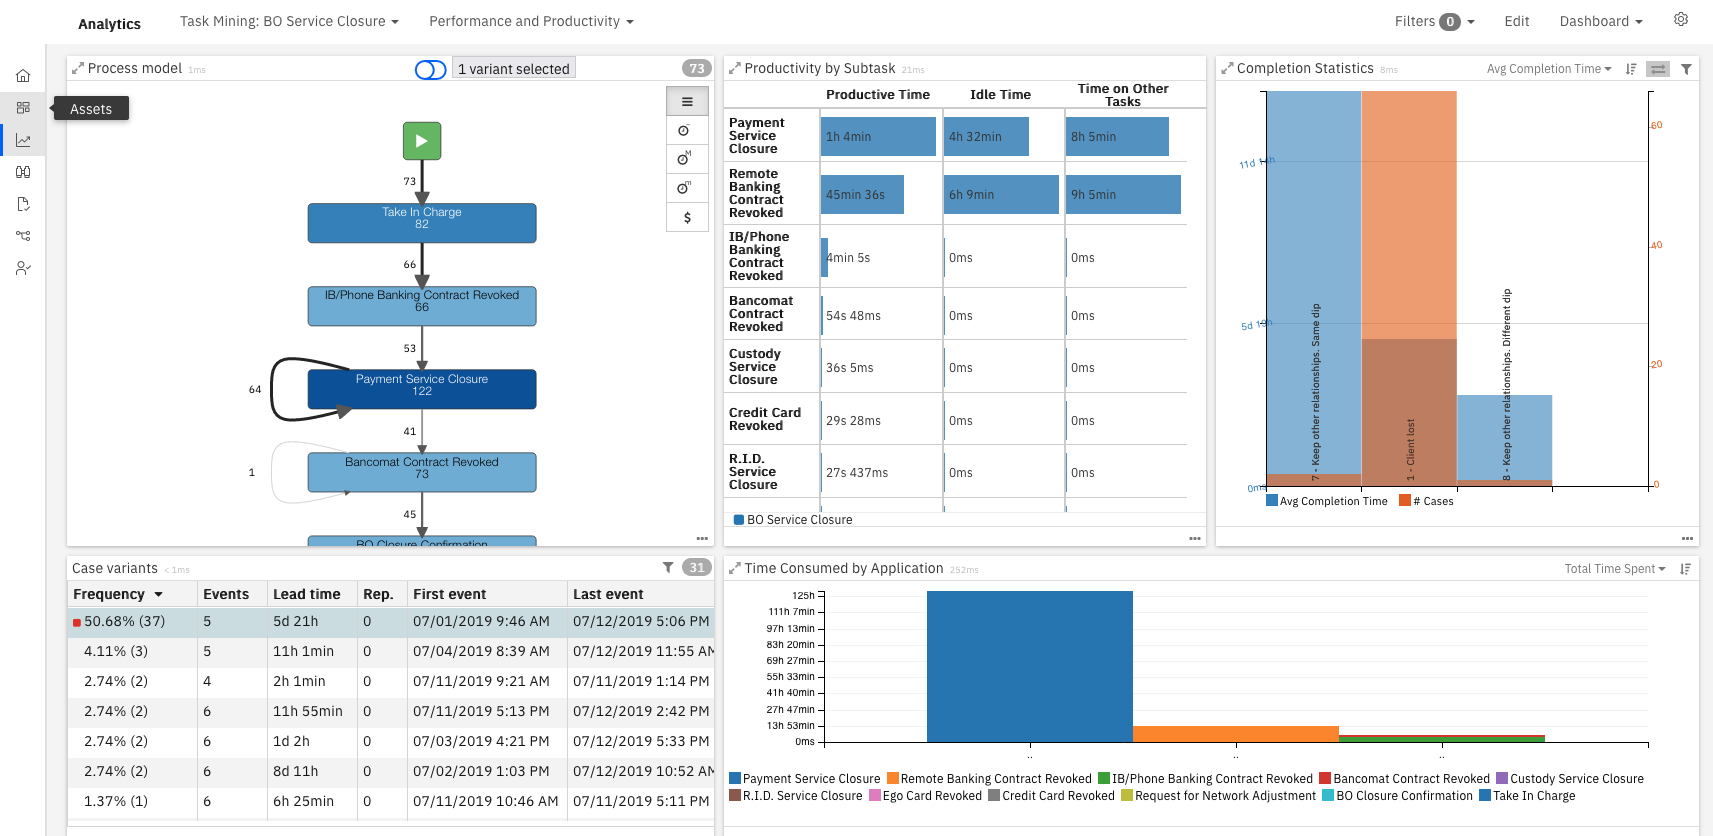 Analytics
Task Mining: BO Service Closure
Performance and Productivity
Filters 0
Edit
Dashboard
Assets
Process model 1ms
1 variant selected
73
73
Take In Charge
82
66
IB/Phone Banking Contract Revoked
66
53
Payment Service Closure
122
64
41
Bancomat Contract Revoked
73
1
45
BO Closure Confirmation
M
m
$
Productivity by Subtask 21ms
Productive Time
Idle Time
Time on Other
Tasks
Payment
Service
Closure
1h 4min
4h 32min
8h 5min
Remote
Banking
Contract
Revoked
45min 36s
6h 9min
9h 5min
IB/Phone
Banking
Contract
Revoked
4min 5s
0ms
0ms
Bancomat
Contract
Revoked
54s 48ms
0ms
0ms
Custody
Service
Closure
36s 5ms
0ms
0ms
Credit Card
Revoked
29s 28ms
0ms
0ms
R.I.D.
Service
Closure
27s 437ms
0ms
0ms
BO Service Closure
Completion Statistics 8ms
Avg Completion Time
11d 14h
5d 19h
0ms
60
40
20
0
7 - Keep other relationships. Same dip
1 - Client lost
8 - Keep other relationships. Different dip
Avg Completion Time
# Cases
Case variants < 1ms
31
Frequency Events Lead time Rep. First event Last event
50.68% (37) 5 5d 21h 0 07/01/2019 9:46 AM 07/12/2019 5:06 PM
4.11% (3) 5 11h 1min 0 07/04/2019 8:39 AM 07/12/2019 11:55 AM
2.74% (2) 4 2h 1min 0 07/11/2019 9:21 AM 07/11/2019 1:14 PM
2.74% (2) 6 11h 55min 0 07/11/2019 5:13 PM 07/12/2019 2:42 PM
2.74% (2) 6 1d 2h 0 07/03/2019 4:21 PM 07/12/2019 5:33 PM
2.74% (2) 6 8d 11h 0 07/02/2019 1:03 PM 07/12/2019 10:52 AM
1.37% (1) 6 6h 25min 0 07/11/2019 10:46 AM 07/11/2019 5:11 PM
Time Consumed by Application 252ms
Total Time Spent
125h
111h 7min
97h 13min
83h 20min
69h 27min
55h 33min
41h 40min
27h 47min
13h 53min
0ms
.. .. ..
Payment Service Closure Remote Banking Contract Revoked IB/Phone Banking Contract Revoked Bancomat Contract Revoked Custody Service Closure
R.I.D. Service Closure Ego Card Revoked Credit Card Revoked Request for Network Adjustment BO Closure Confirmation Take In Charge